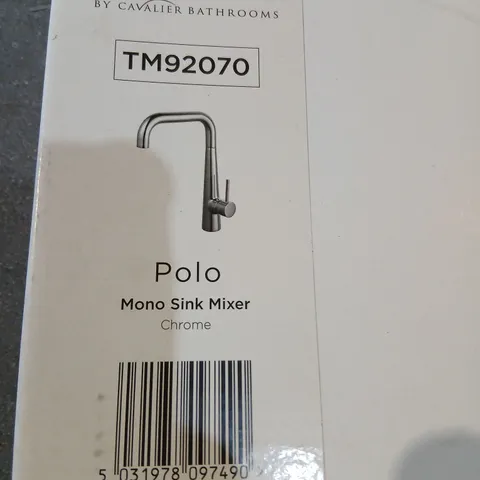 BY CAVALIER BATHROOMS
TM92070
Polo
Mono Sink Mixer
Chrome
5 031978 097490 >